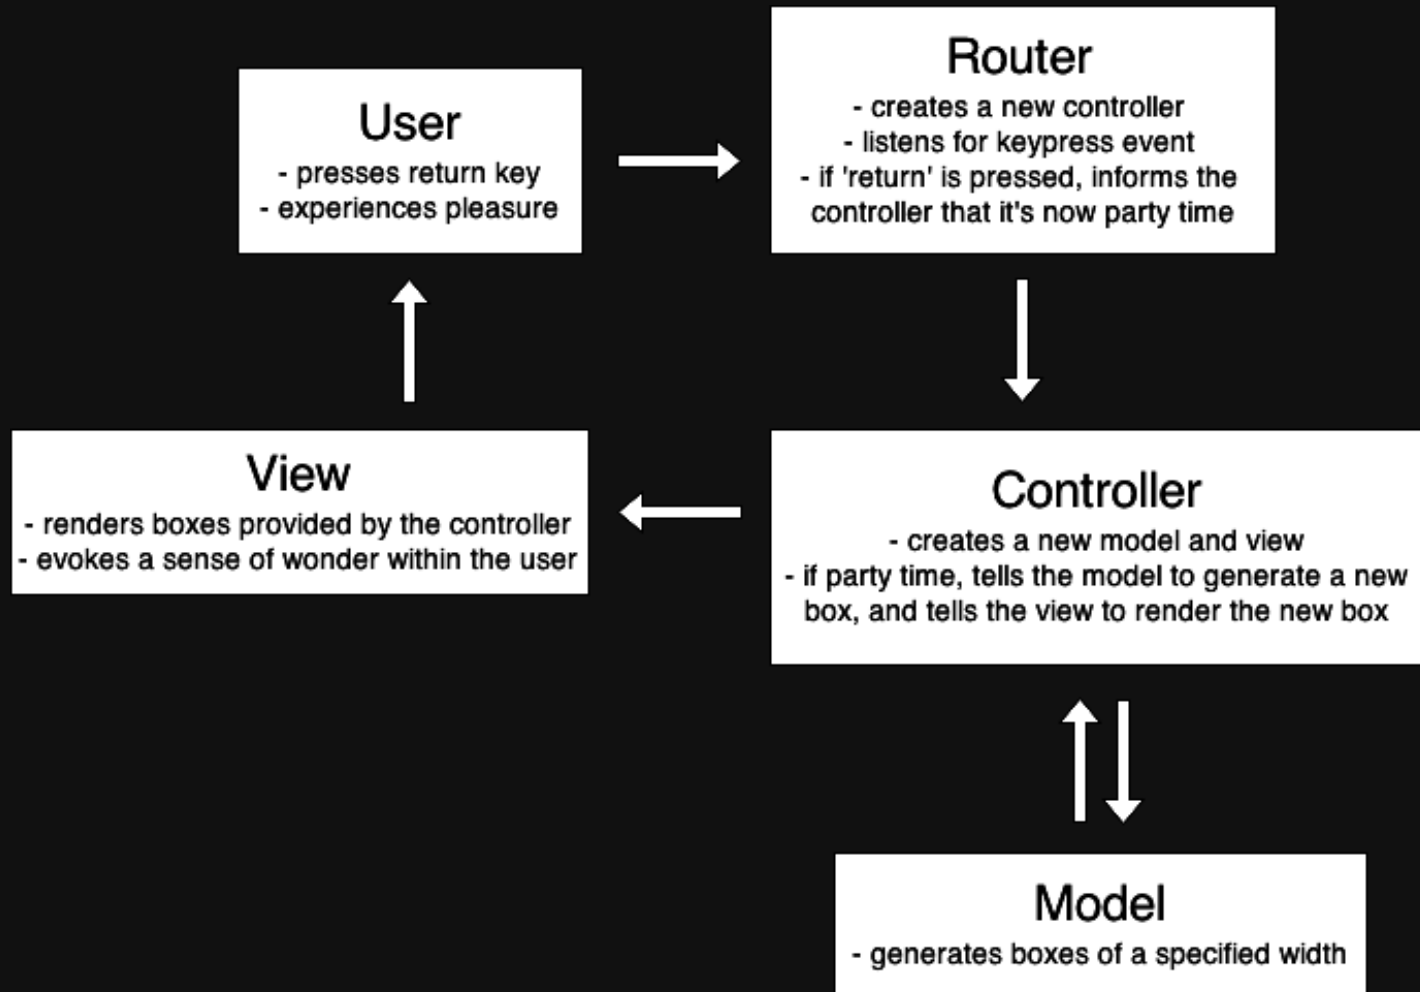 User
- presses return key
- experiences pleasure
Router
- creates a new controller
- listens for keypress event
- if 'return' is pressed, informs the
controller that it's now party time
View
- renders boxes provided by the controller
- evokes a sense of wonder within the user
Controller
- creates a new model and view
- if party time, tells the model to generate a new
box, and tells the view to render the new box
Model
- generates boxes of a specified width